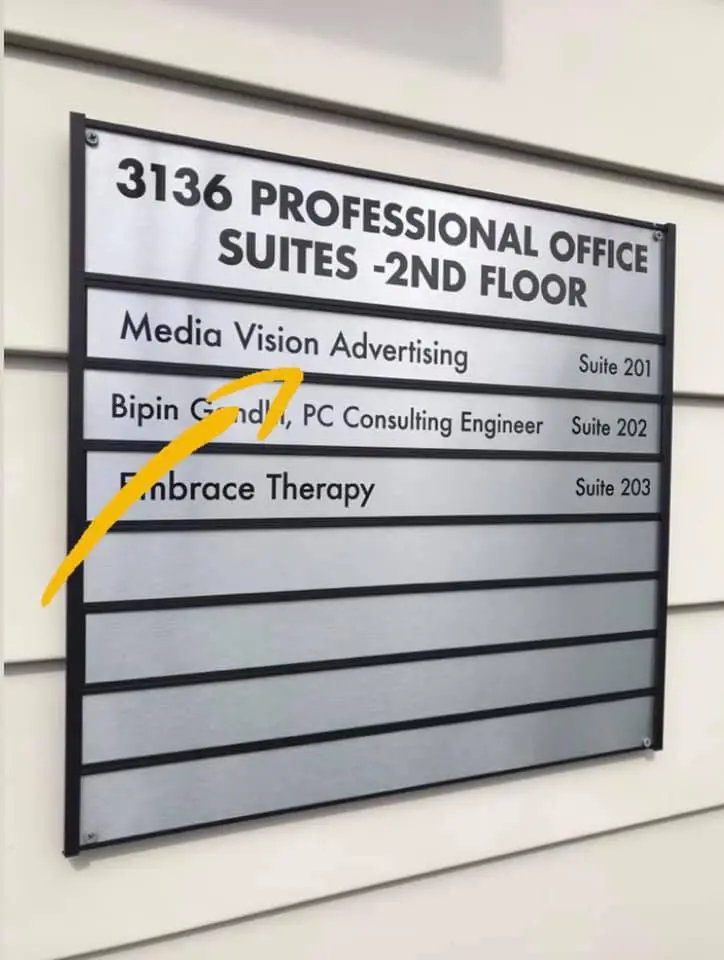 3136 PROFESSIONAL OFFICE
SUITES -2ND FLOOR
Media Vision Advertising Suite 201
Bipin Gandhi, PC Consulting Engineer Suite 202
Embrace Therapy Suite 203